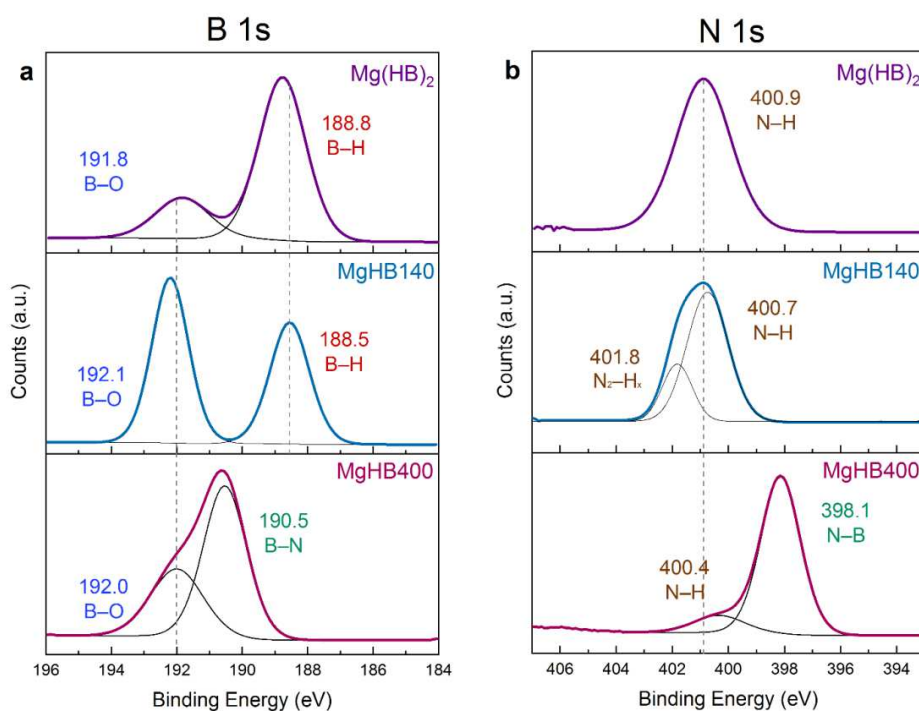 B 1s
N 1s
a
Mg(HB)₂
188.8
B–H
191.8
B–O
MgHB140
188.5
B–H
192.1
B–O
MgHB400
190.5
B–N
192.0
B–O
196 194 192 190 188 186 184
Binding Energy (eV)
Counts (a.u.)
b
Mg(HB)₂
400.9
N–H
MgHB140
400.7
N–H
401.8
N₂–Hₓ
MgHB400
398.1
N–B
400.4
N–H
406 404 402 400 398 396 394
Binding Energy (eV)
Counts (a.u.)